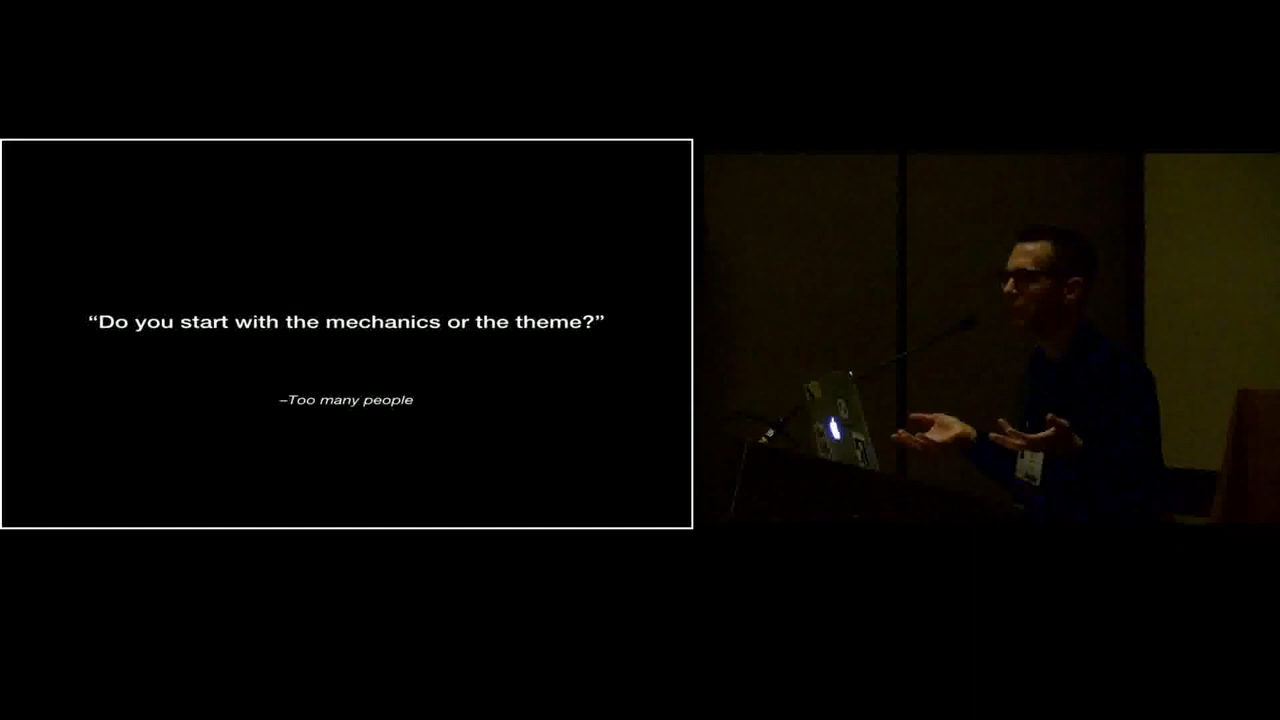 “Do you start with the mechanics or the theme?”
–Too many people